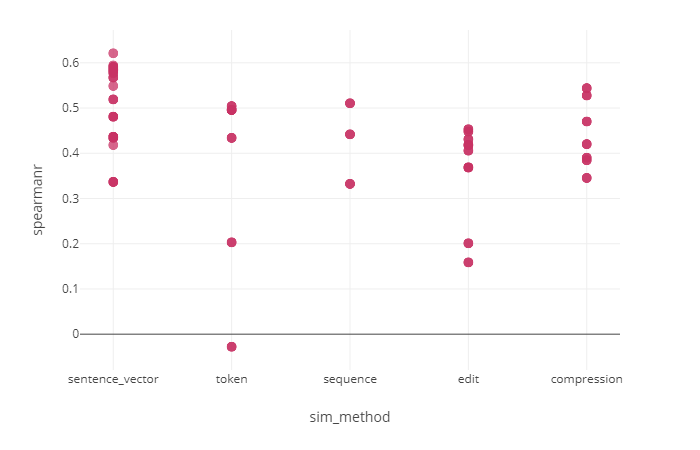 0.6
0.5
0.4
0.3
0.2
0.1
0
spearmanr
sentence_vector token sequence edit compression
sim_method